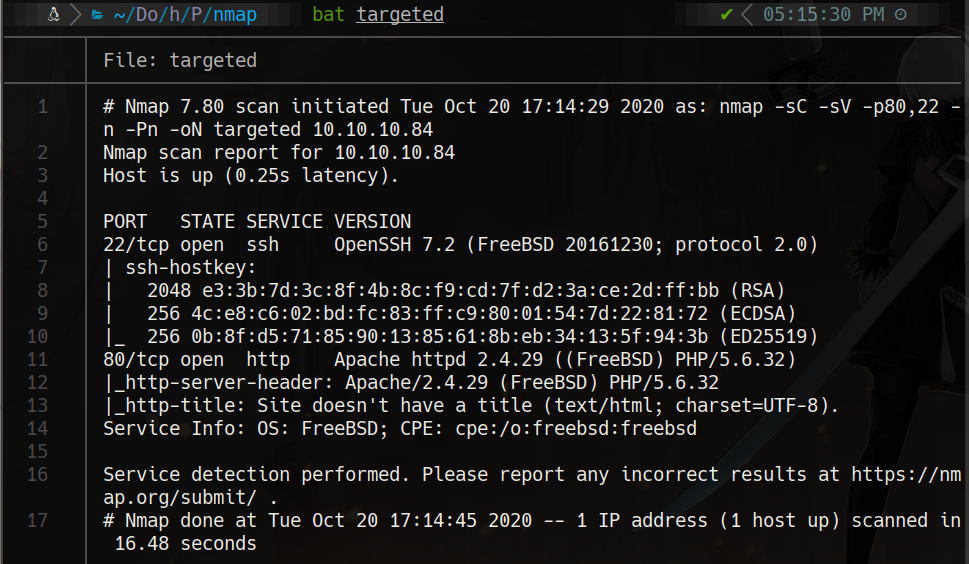 ~/Do/h/P/nmap bat targeted ✔ 05:15:30 PM
File: targeted
1 # Nmap 7.80 scan initiated Tue Oct 20 17:14:29 2020 as: nmap -sC -sV -p80,22 -
n -Pn -oN targeted 10.10.10.84
2 Nmap scan report for 10.10.10.84
3 Host is up (0.25s latency).
4
5 PORT   STATE SERVICE VERSION
6 22/tcp open  ssh     OpenSSH 7.2 (FreeBSD 20161230; protocol 2.0)
7 | ssh-hostkey:
8 |   2048 e3:3b:7d:3c:8f:4b:8c:f9:cd:7f:d2:3a:ce:2d:ff:bb (RSA)
9 |   256 4c:e8:c6:02:bd:fc:83:ff:c9:80:01:54:7d:22:81:72 (ECDSA)
10 |_  256 0b:8f:d5:71:85:90:13:85:61:8b:eb:34:13:5f:94:3b (ED25519)
11 80/tcp open  http    Apache httpd 2.4.29 ((FreeBSD) PHP/5.6.32)
12 |_http-server-header: Apache/2.4.29 (FreeBSD) PHP/5.6.32
13 |_http-title: Site doesn't have a title (text/html; charset=UTF-8).
14 Service Info: OS: FreeBSD; CPE: cpe:/o:freebsd:freebsd
15
16 Service detection performed. Please report any incorrect results at https://nm
ap.org/submit/ .
17 # Nmap done at Tue Oct 20 17:14:45 2020 -- 1 IP address (1 host up) scanned in
16.48 seconds